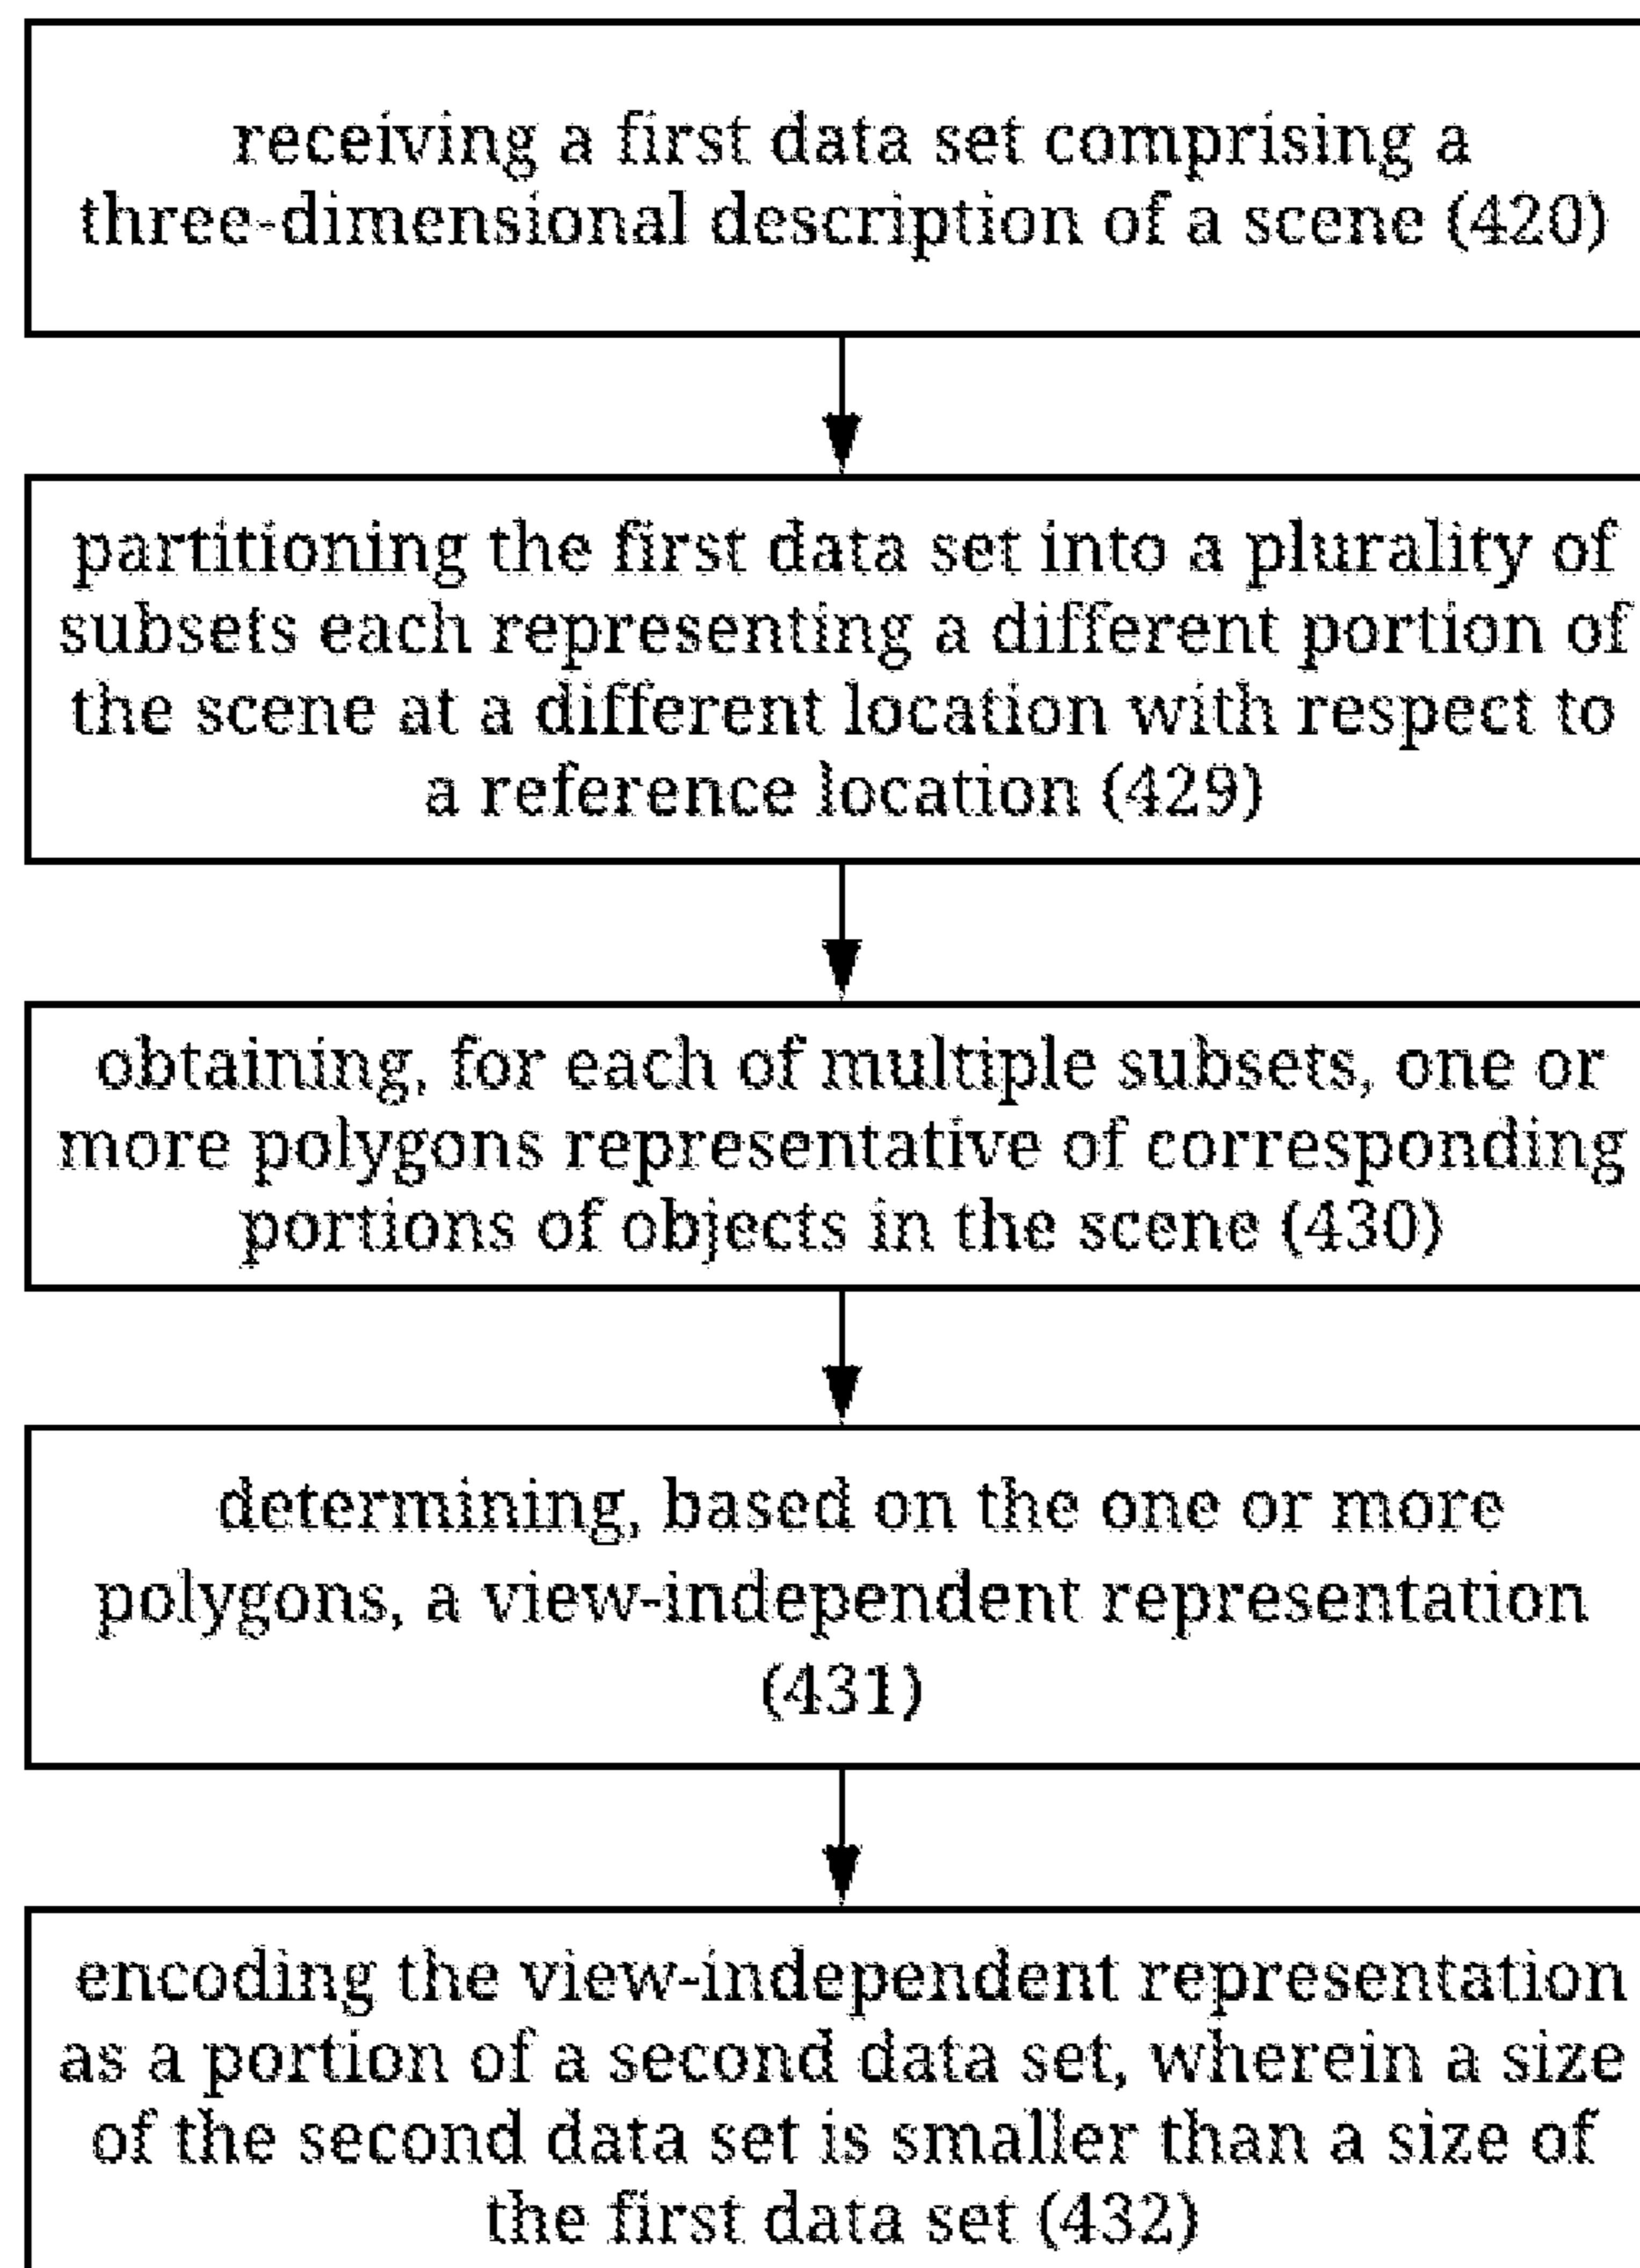 receiving a first data set comprising a
three-dimensional description of a scene (420)
partitioning the first data set into a plurality of
subsets each representing a different portion of
the scene at a different location with respect to
a reference location (429)
obtaining, for each of multiple subsets, one or
more polygons representative of corresponding
portions of objects in the scene (430)
determining, based on the one or more
polygons, a view-independent representation
(431)
encoding the view-independent representation
as a portion of a second data set, wherein a size
of the second data set is smaller than a size of
the first data set (432)